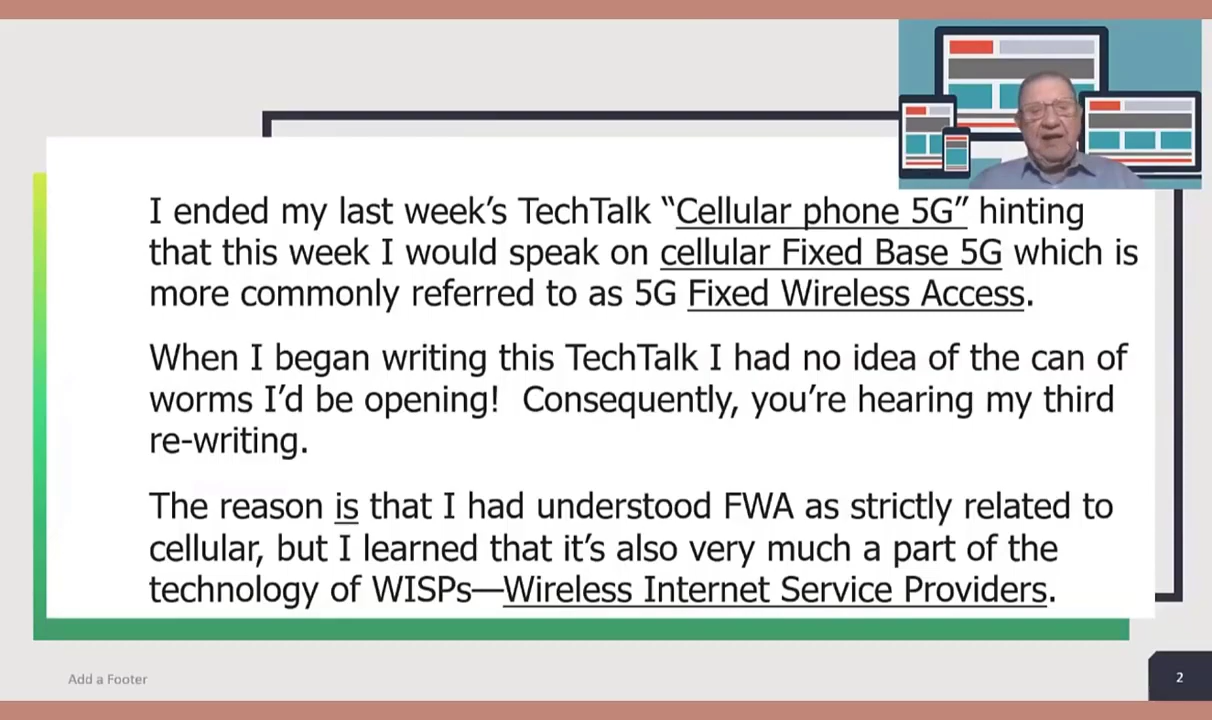 I ended my last week’s TechTalk “Cellular phone 5G” hinting
that this week I would speak on cellular Fixed Base 5G which is
more commonly referred to as 5G Fixed Wireless Access.
When I began writing this TechTalk I had no idea of the can of
worms I’d be opening!  Consequently, you’re hearing my third
re-writing.
The reason is that I had understood FWA as strictly related to
cellular, but I learned that it’s also very much a part of the
technology of WISPs—Wireless Internet Service Providers.
Add a Footer
2